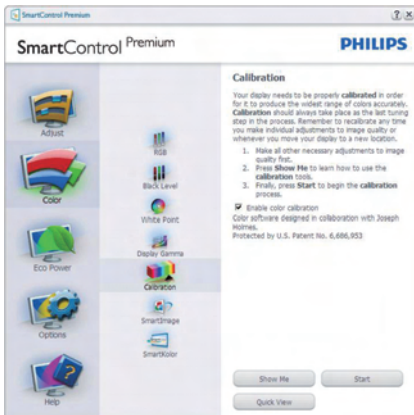 SmartControl Premium
SmartControl Premium
PHILIPS
Adjust
Color
Eco Power
Options
Help
RGB
Black Level
White Point
Display Gamma
Calibration
SmartImage
SmartKolor
Calibration
Your display needs to be properly calibrated in order
for it to produce the widest range of colors accurately.
Calibration should always take place as the last tuning
step in the process. Remember to recalibrate any time
you make individual adjustments to image quality or
whenever you move your display to a new location.
1. Make all other necessary adjustments to image
quality first.
2. Press Show Me to learn how to use the
calibration tools.
3. Finally, press Start to begin the calibration
process.
Enable color calibration
Color software designed in collaboration with Joseph
Holmes.
Protected by U.S. Patent No. 6,686,953
Show Me
Start
Quick View